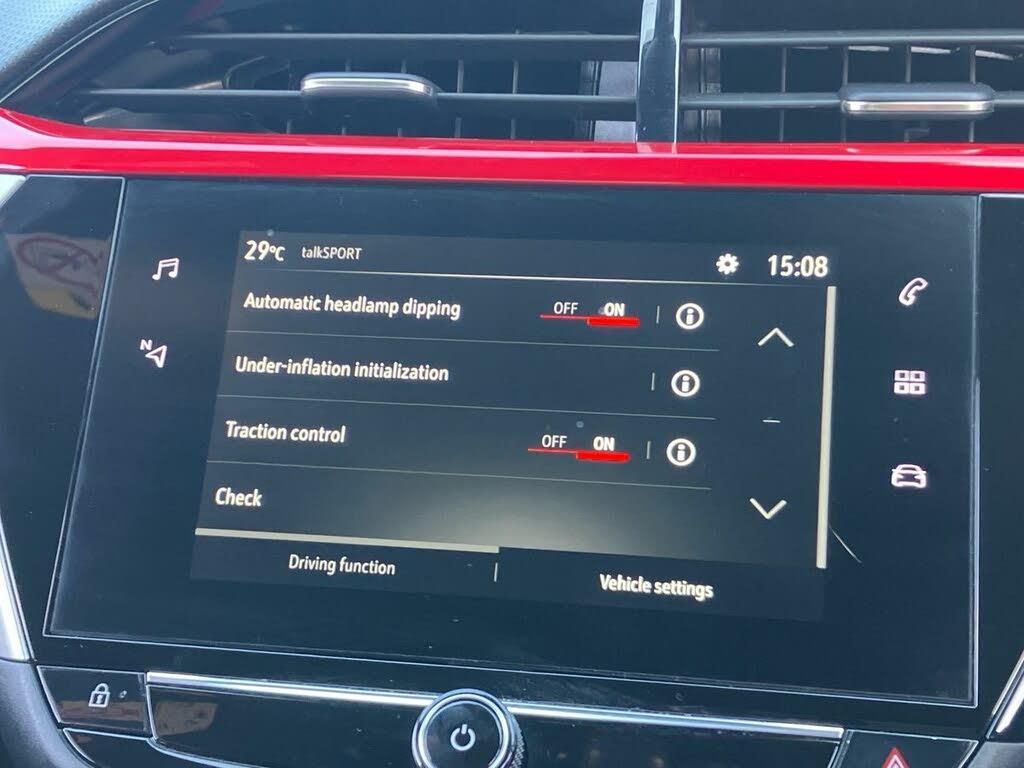 29°C talkSPORT 15:08
Automatic headlamp dipping OFF ON
Under-inflation initialization
Traction control OFF ON
Check
Driving function Vehicle settings
N